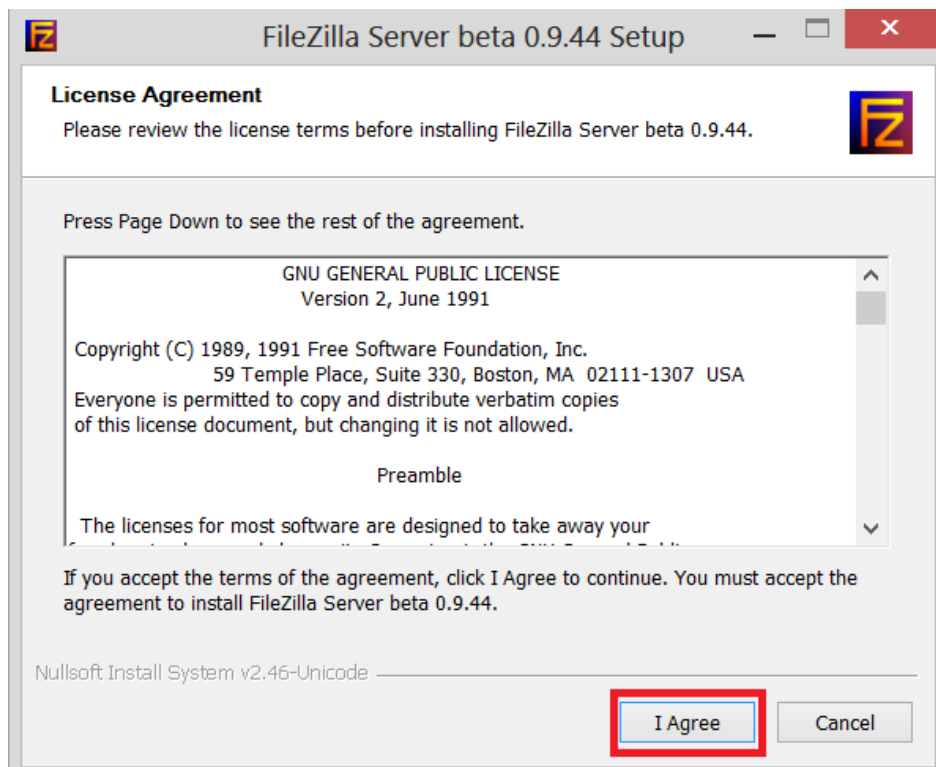 FileZilla Server beta 0.9.44 Setup
License Agreement
Please review the license terms before installing FileZilla Server beta 0.9.44.
Press Page Down to see the rest of the agreement.
GNU GENERAL PUBLIC LICENSE
Version 2, June 1991
Copyright (C) 1989, 1991 Free Software Foundation, Inc.
59 Temple Place, Suite 330, Boston, MA 02111-1307 USA
Everyone is permitted to copy and distribute verbatim copies
of this license document, but changing it is not allowed.
Preamble
The licenses for most software are designed to take away your
If you accept the terms of the agreement, click I Agree to continue. You must accept the
agreement to install FileZilla Server beta 0.9.44.
Nullsoft Install System v2.46-Unicode
I Agree Cancel